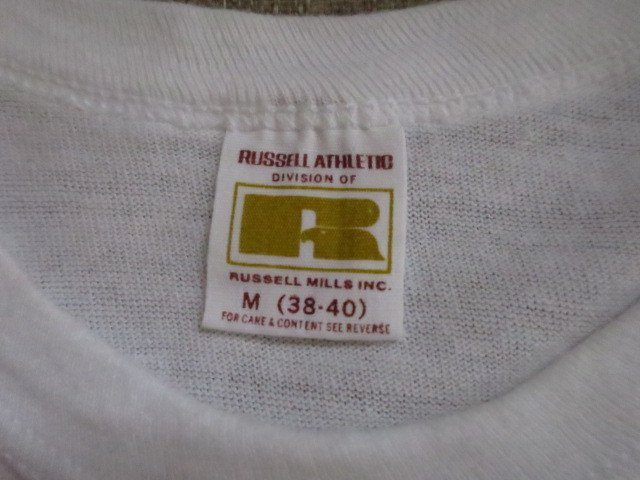 RUSSELL ATHLETIC
DIVISION OF
R
RUSSELL MILLS INC.
M (38-40)
FOR CARE & CONTENT SEE REVERSE